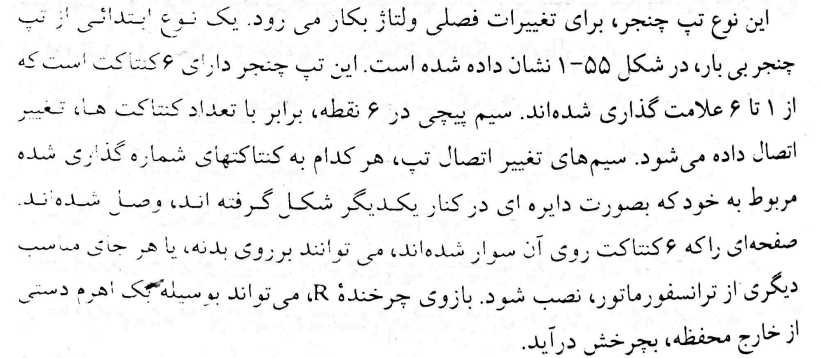 این نوع تپ چنجر، برای تغییرات فصلی ولتاژ بکار می رود. یک نوع ابتدائی از تپ
چنجر بی بار، در شکل ۵۵-۱ نشان داده شده است. این تپ چنجر دارای ۶ کنتاکت است که
از ۱ تا ۶ علامت گذاری شده‌اند. سیم پیچی در ۶ نقطه، برابر با تعداد کنتاکت ها، تغییر
اتصال داده می‌شود. سیم‌های تغییر اتصال تپ، هر کدام به کنتاکتهای شماره گذاری شده
مربوط به خود که بصورت دایره ای در کنار یکدیگر شکل گرفته اند، وصل شده‌اند.
صفحه‌ای را که ۶ کنتاکت روی آن سوار شده‌اند، می توانند بر روی بدنه، یا هر جای مناسب
دیگری از ترانسفورماتور، نصب شود. بازوی چرخندهٔ R، می‌تواند بوسیله یک اهرم دستی
از خارج محفظه، بچرخش درآید.